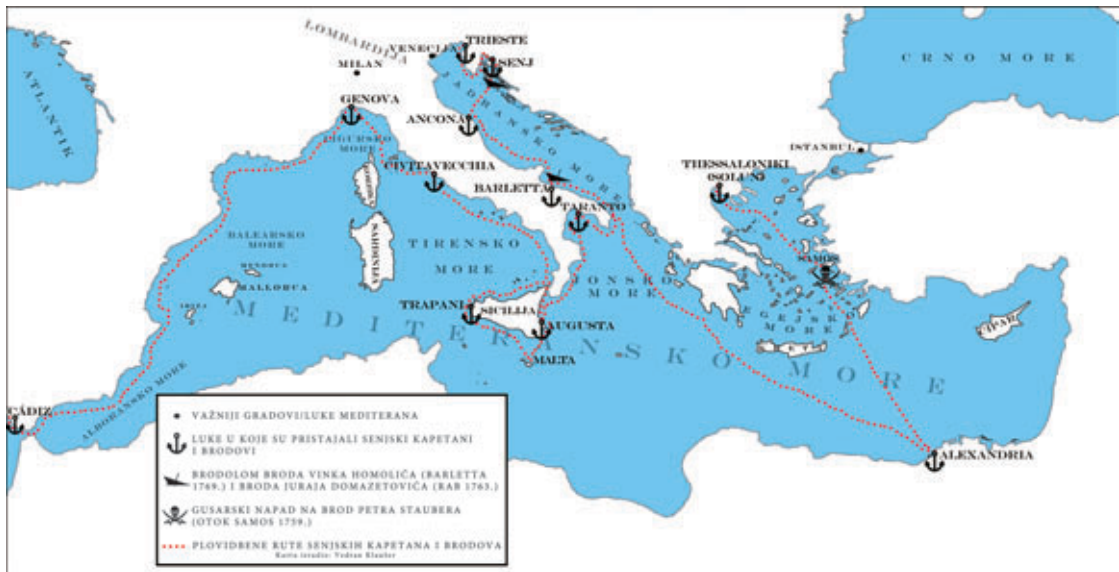 LOMBARDIJA
VENECIJA
TRIESTE
SENJ
MILAN
CRNO MORE
ATLANTIK
GENOVA
JADRANSKO MORE
ANCONA
LIGURSKO
MORE
ISTANBUL
CIVITAVECCHIA
THESSALONIKI
(SOLUN)
BARLETTA
TARANTO
SARDINIJA
BALEARSKO
MORE
TIRENSKO
MORE
MALLORCA
JONSKO
MORE
SAMOS
TRAPANI
SICILIJA
EGEJSKO
MORE
CIPAR
AUGUSTA
MALTA
MEDITERANSKO MORE
ALBORANSKO MORE
CÁDIZ
ALEXANDRIA
VAŽNIJI GRADOVI/LUKE MEDITERANA
LUKE U KOJE SU PRISTAJALI SENJSKI KAPETANI
I BRODOVI
BRODOLOM BRODA VINKA HOMOLIĆA (BARLETTA
1769.) I BRODA JURAJA DOMAZETOVIĆA (RAB 1763.)
GUSARSKI NAPAD NA BROD PETRA STAUBERA
(OTOK SAMOS 1759.)
PLOVIDBENE RUTE SENJSKIH KAPETANA I BRODOVA
Kartu izradio: Vedran Klaužer